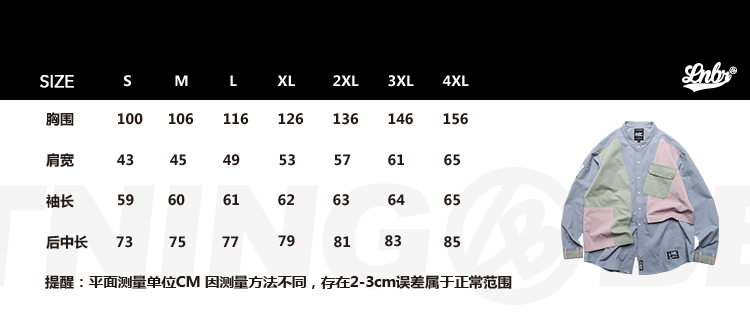 SIZE S M L XL 2XL 3XL 4XL
Lnbr
胸围 100 106 116 126 136 146 156
肩宽 43 45 49 53 57 61 65
袖长 59 60 61 62 63 64 65
TNING BE
后中长 73 75 77 79 81 83 85
提醒：平面测量单位CM 因测量方法不同，存在2-3cm误差属于正常范围